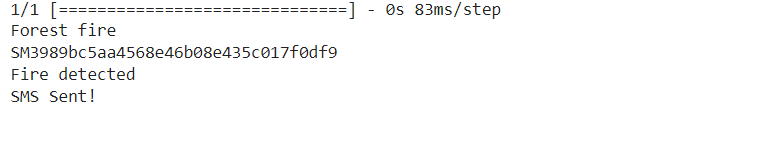 1/1 [==============================] - 0s 83ms/step
Forest fire
SM3989bc5aa4568e46b08e435c017f0df9
Fire detected
SMS Sent!